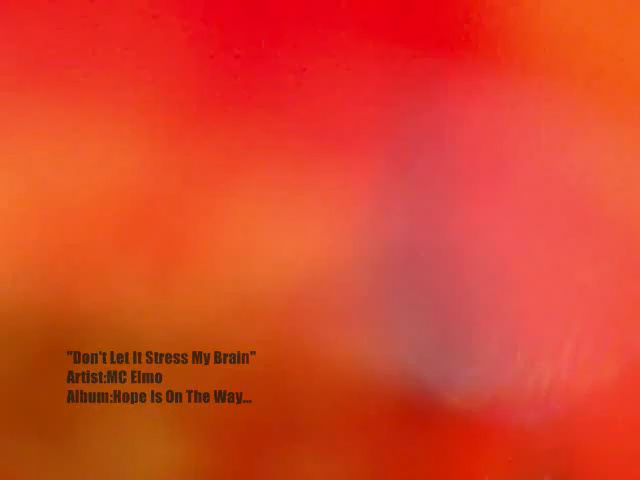 "Don't Let It Stress My Brain"
Artist:MC Elmo
Album:Hope Is On The Way...